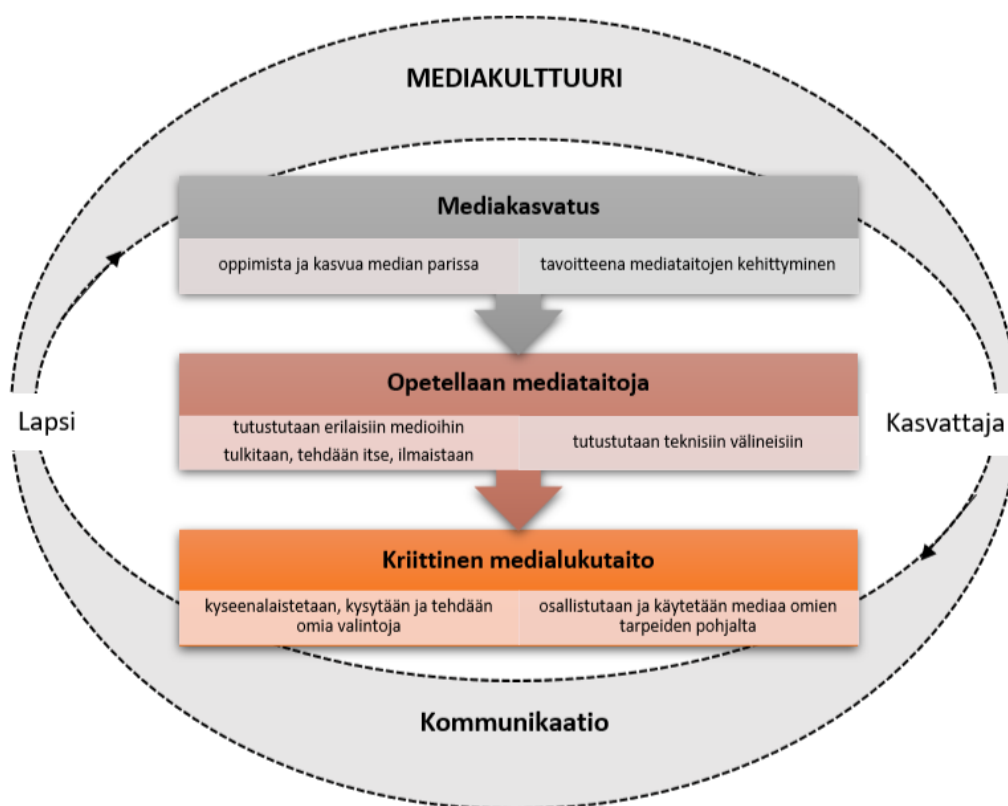 MEDIAKULTTUURI
Mediakasvatus
oppimista ja kasvua median parissa
tavoitteena mediataitojen kehittyminen
Opetellaan mediataitoja
Lapsi
tutustutaan erilaisiin medioihin
tulkitaan, tehdään itse, ilmaistaan
tutustutaan teknisiin välineisiin
Kasvattaja
Kriittinen medialukutaito
kyseenalaistetaan, kysytään ja tehdään
omia valintoja
osallistutaan ja käytetään mediaa omien
tarpeiden pohjalta
Kommunikaatio